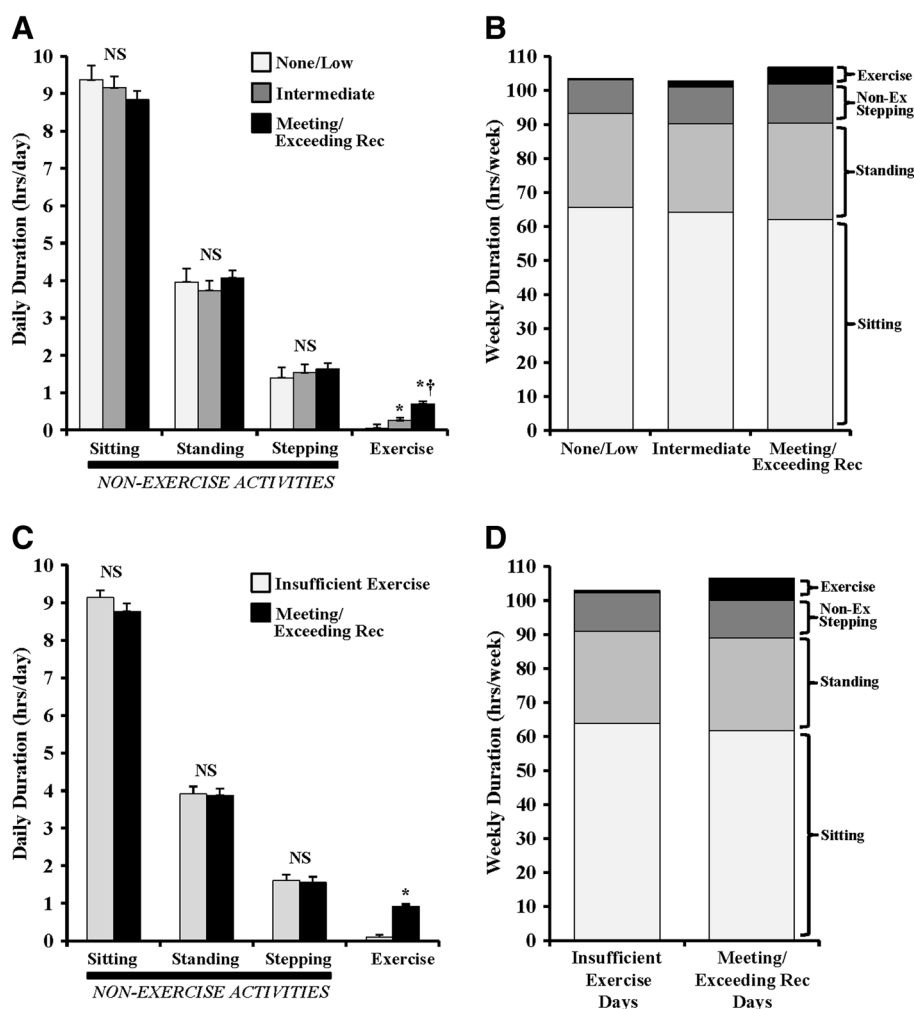 A
10
9
8
7
6
5
4
3
2
1
0
Daily Duration (hrs/day)
NS
NS
NS
*
*†
None/Low
Intermediate
Meeting/
Exceeding Rec
Sitting Standing Stepping Exercise
NON-EXERCISE ACTIVITIES
B
110
100
90
80
70
60
50
40
30
20
10
0
Weekly Duration (hrs/week)
Exercise
Non-Ex
Stepping
Standing
Sitting
None/Low Intermediate Meeting/
Exceeding Rec
C
10
9
8
7
6
5
4
3
2
1
0
Daily Duration (hrs/day)
NS
NS
NS
*
Insufficient Exercise
Meeting/
Exceeding Rec
Sitting Standing Stepping Exercise
NON-EXERCISE ACTIVITIES
D
110
100
90
80
70
60
50
40
30
20
10
0
Weekly Duration (hrs/week)
Exercise
Non-Ex
Stepping
Standing
Sitting
Insufficient
Exercise
Days
Meeting/
Exceeding Rec
Days